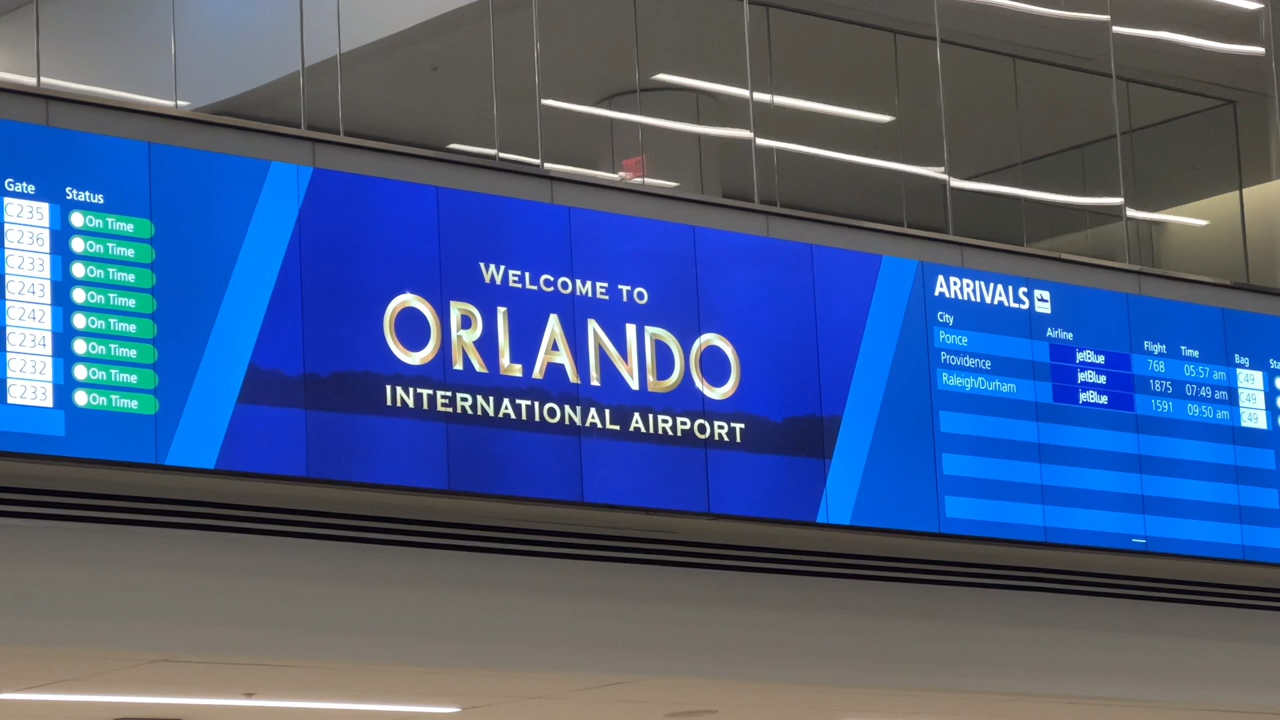 Gate Status
C235 On Time
C236 On Time
C233 On Time
C243 On Time
C242 On Time
C234 On Time
C232 On Time
C233 On Time
WELCOME TO
ORLANDO
INTERNATIONAL AIRPORT
ARRIVALS
City Airline Flight Time Bag Sta
Ponce jetBlue 768 05:57 am C49
Providence jetBlue 1875 07:49 am C49
Raleigh/Durham jetBlue 1591 09:50 am C49